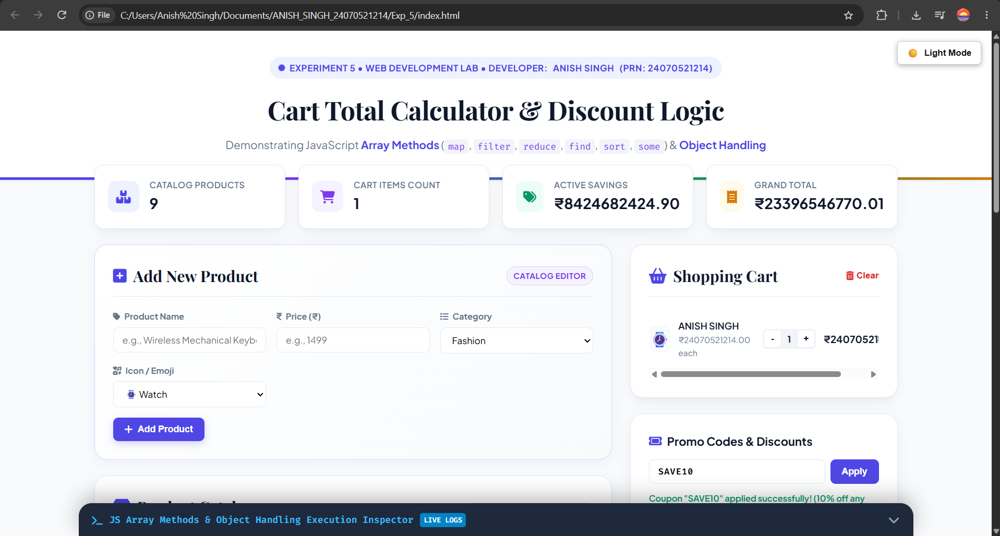 File C:/Users/Anish%20Singh/Documents/ANISH_SINGH_24070521214/Exp_5/index.html
Light Mode
EXPERIMENT 5 • WEB DEVELOPMENT LAB • DEVELOPER: ANISH SINGH (PRN: 24070521214)
Cart Total Calculator & Discount Logic
Demonstrating JavaScript Array Methods ( map , filter , reduce , find , sort , some ) & Object Handling
CATALOG PRODUCTS
9
CART ITEMS COUNT
1
ACTIVE SAVINGS
₹8424682424.90
GRAND TOTAL
₹23396546770.01
Add New Product
CATALOG EDITOR
Product Name
e.g., Wireless Mechanical Keyb
₹ Price (₹)
e.g., 1499
Category
Fashion
Icon / Emoji
Watch
+ Add Product
Shopping Cart
Clear
ANISH SINGH
₹24070521214.00
each
- 1 +
₹24070521
Promo Codes & Discounts
SAVE10
Apply
Coupon "SAVE10" applied successfully! (10% off any
JS Array Methods & Object Handling Execution Inspector
LIVE LOGS